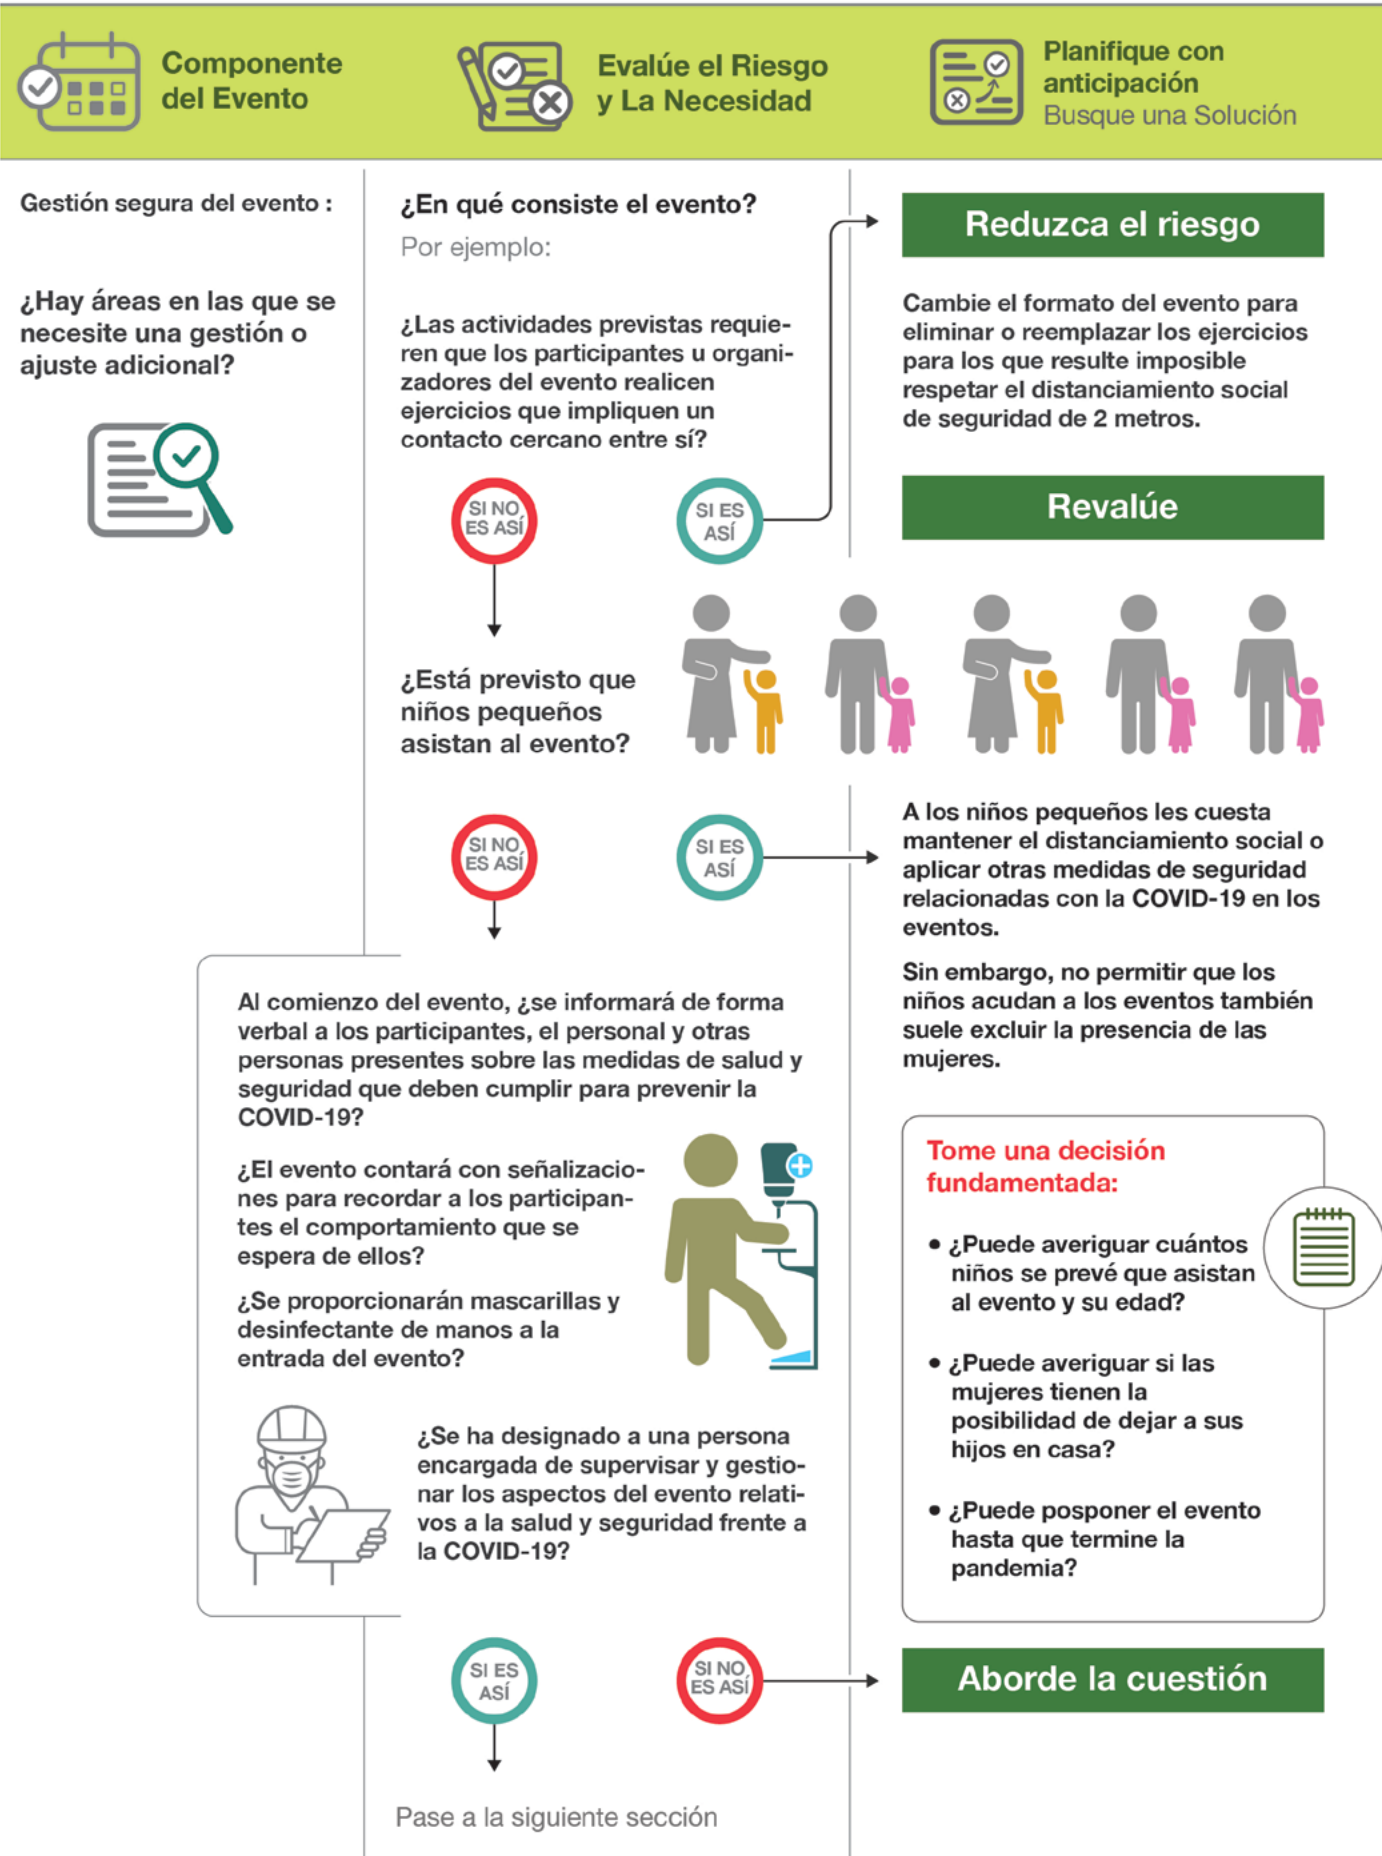 Componente
del Evento
Evalúe el Riesgo
y La Necesidad
Planifique con
anticipación
Busque una Solución
Gestión segura del evento :
¿Hay áreas en las que se
necesite una gestión o
ajuste adicional?
¿En qué consiste el evento?
Por ejemplo:
¿Las actividades previstas requie-
ren que los participantes u organi-
zadores del evento realicen
ejercicios que impliquen un
contacto cercano entre sí?
SI NO
ES ASÍ
SI ES
ASÍ
Reduzca el riesgo
Cambie el formato del evento para
eliminar o reemplazar los ejercicios
para los que resulte imposible
respetar el distanciamiento social
de seguridad de 2 metros.
Revalúe
¿Está previsto que
niños pequeños
asistan al evento?
SI NO
ES ASÍ
SI ES
ASÍ
A los niños pequeños les cuesta
mantener el distanciamiento social o
aplicar otras medidas de seguridad
relacionadas con la COVID-19 en los
eventos.
Sin embargo, no permitir que los
niños acudan a los eventos también
suele excluir la presencia de las
mujeres.
Tome una decisión
fundamentada:
• ¿Puede averiguar cuántos
niños se prevé que asistan
al evento y su edad?
• ¿Puede averiguar si las
mujeres tienen la
posibilidad de dejar a sus
hijos en casa?
• ¿Puede posponer el evento
hasta que termine la
pandemia?
Al comienzo del evento, ¿se informará de forma
verbal a los participantes, el personal y otras
personas presentes sobre las medidas de salud y
seguridad que deben cumplir para prevenir la
COVID-19?
¿El evento contará con señalizacio-
nes para recordar a los participan-
tes el comportamiento que se
espera de ellos?
¿Se proporcionarán mascarillas y
desinfectante de manos a la
entrada del evento?
¿Se ha designado a una persona
encargada de supervisar y gestio-
nar los aspectos del evento relati-
vos a la salud y seguridad frente a
la COVID-19?
SI ES
ASÍ
SI NO
ES ASÍ
Aborde la cuestión
Pase a la siguiente sección